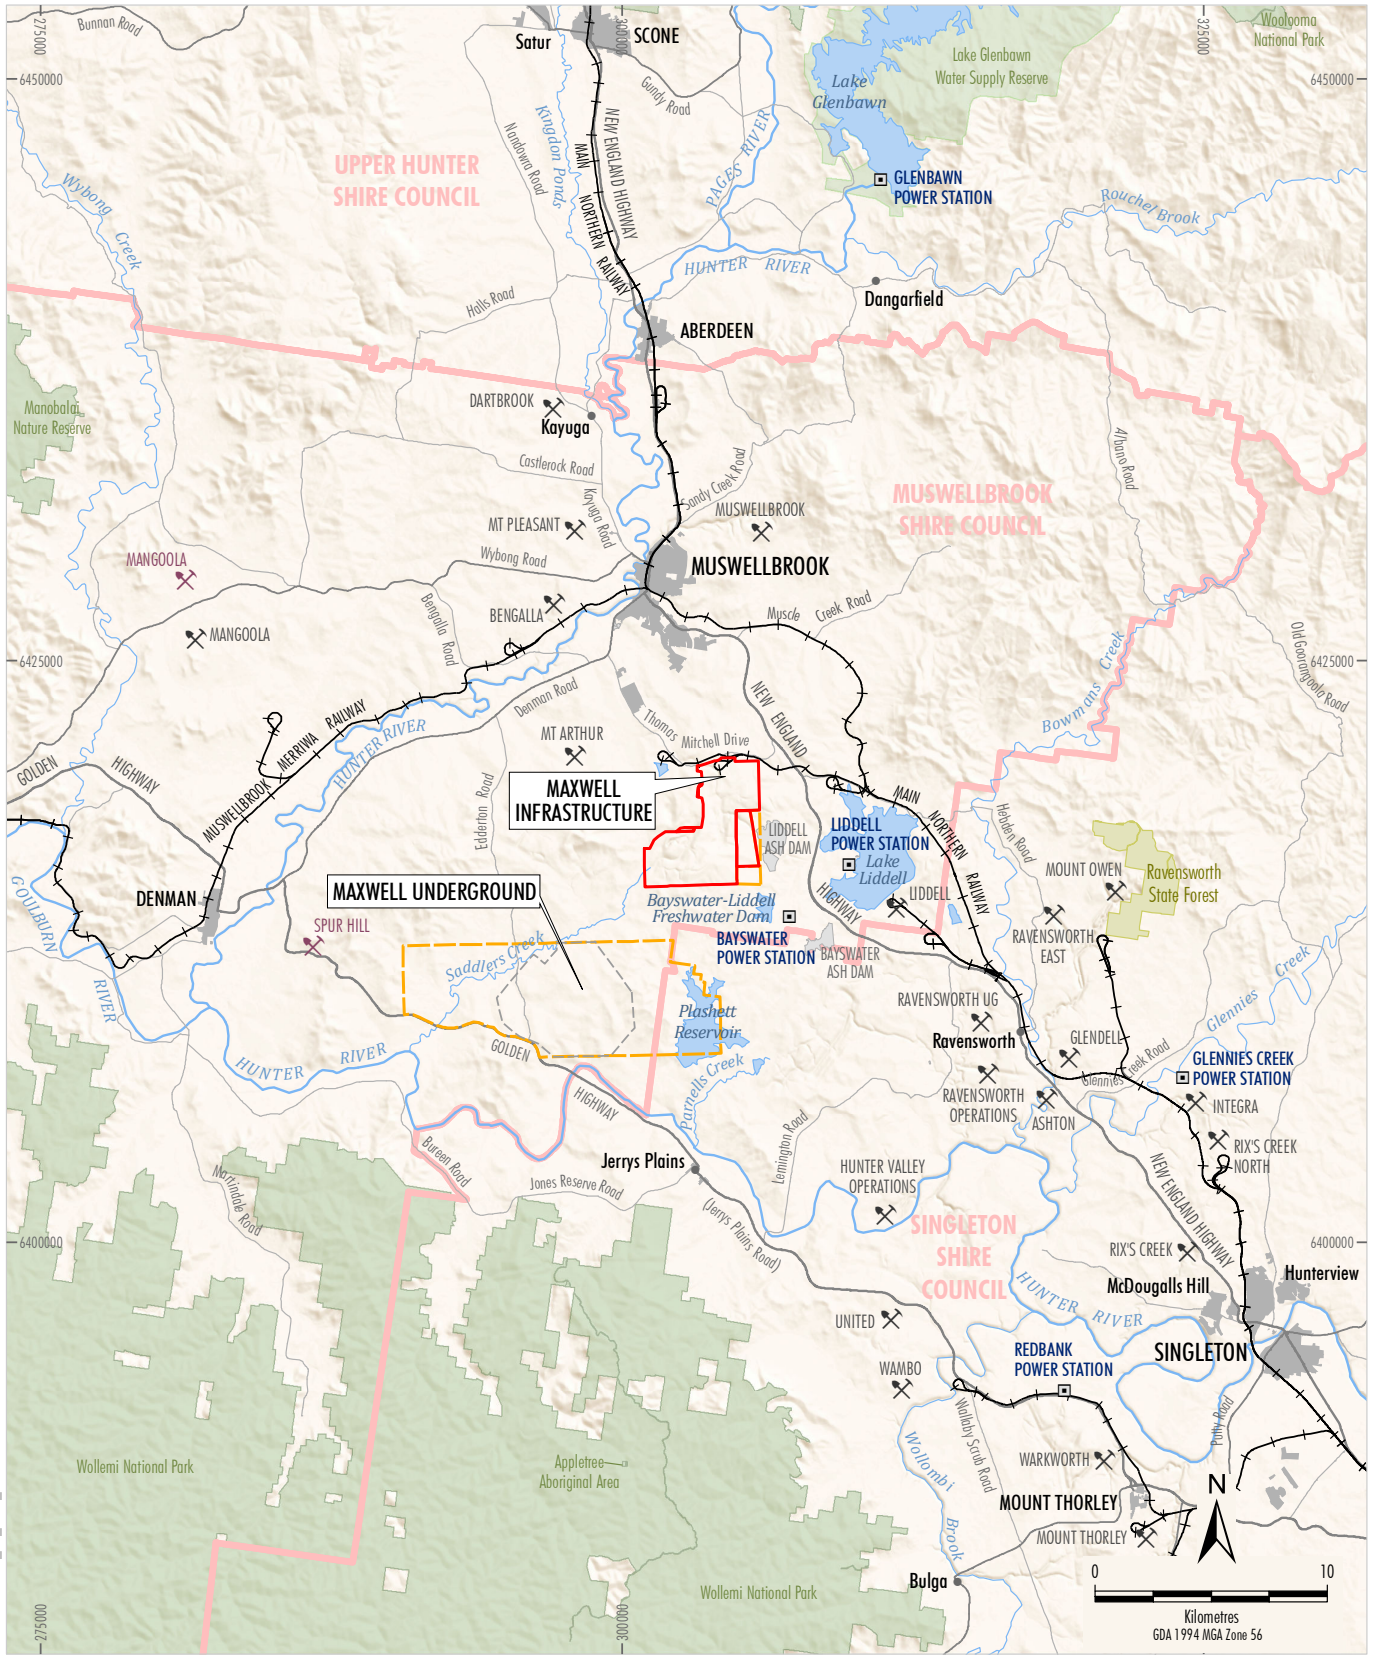 275000
Bunnan Road
Satur
SCONE
300000
325000
Woolooma
National Park
6450000
6450000
Lake Glenbawn
Water Supply Reserve
Lake
Glenbawn
Gundy Road
Kingdon Ponds
Nandowra Road
NEW ENGLAND HIGHWAY
MAIN
NORTHERN
RAILWAY
PAGES RIVER
UPPER HUNTER
SHIRE COUNCIL
GLENBAWN
POWER STATION
Wybong
Creek
Rouchel Brook
HUNTER RIVER
Dangarfield
Halls Road
ABERDEEN
Manobalai
Nature Reserve
DARTBROOK
Kayuga
Castlerock Road
Kayuga Road
Sandy Creek Road
Albano Road
MUSWELLBROOK
SHIRE COUNCIL
MT PLEASANT
MUSWELLBROOK
MANGOOLA
Wybong Road
MUSWELLBROOK
MANGOOLA
BENGALLA
Bengalla Road
Muscle
Creek Road
Old Goorangoola Road
6425000
6425000
Bowmans Creek
Denman Road
NEW ENGLAND
Thomas
Mitchell Drive
MT ARTHUR
GOLDEN
HIGHWAY
MUSWELLBROOK
MERRIWA
RAILWAY
HUNTER RIVER
Edderton Road
MAXWELL
INFRASTRUCTURE
MAIN
NORTHERN
RAILWAY
Hebden Road
LIDDELL
ASH DAM
LIDDELL
POWER STATION
Lake
Liddell
MOUNT OWEN
Ravensworth
State Forest
GOULBURN
RIVER
DENMAN
MAXWELL UNDERGROUND
LIDDELL
HIGHWAY
Bayswater-Liddell
Freshwater Dam
SPUR HILL
BAYSWATER
POWER STATION
BAYSWATER
ASH DAM
RAVENSWORTH
EAST
Saddlers Creek
Glennies Creek
RAVENSWORTH UG
Plashett
Reservoir
Ravensworth
GLENDELL
HUNTER
RIVER
GOLDEN
HIGHWAY
Glennies Creek Road
GLENNIES CREEK
POWER STATION
Parnells Creek
RAVENSWORTH
OPERATIONS
ASHTON
INTEGRA
RIX'S CREEK
NORTH
Bureen Road
Martindale Road
Jerrys Plains
Jones Reserve Road
Lemington Road
HUNTER VALLEY
OPERATIONS
NEW ENGLAND HIGHWAY
(Jerrys Plains Road)
SINGLETON
SHIRE
COUNCIL
6400000
6400000
RIX'S CREEK
McDougalls Hill
Hunterview
HUNTER RIVER
UNITED
REDBANK
POWER STATION
SINGLETON
WAMBO
Wallaby Scrub Road
Putty Road
Wollombi
Brook
Wollemi National Park
Appletree
Aboriginal Area
WARKWORTH
MOUNT THORLEY
MOUNT THORLEY
N
Bulga
Wollemi National Park
0
10
Kilometres
GDA 1994 MGA Zone 56
275000
300000